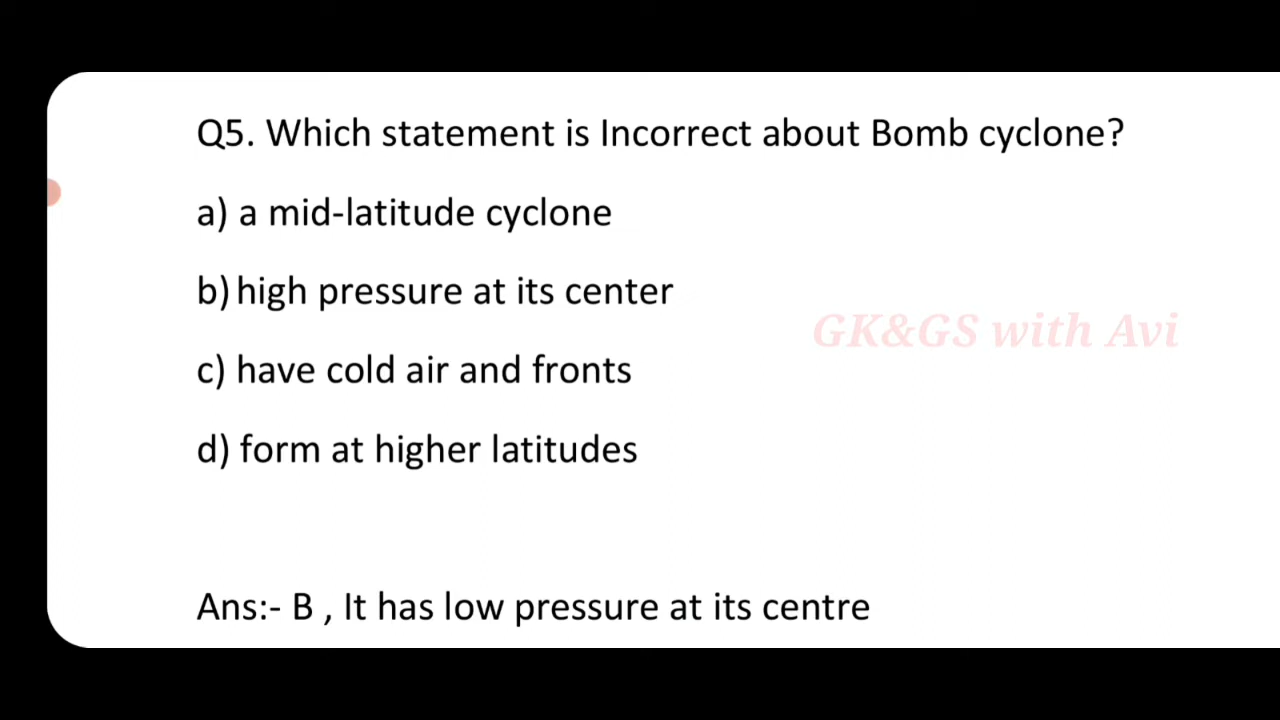 Q5. Which statement is Incorrect about Bomb cyclone?
a) a mid-latitude cyclone
b) high pressure at its center
GK&GS with Avi
c) have cold air and fronts
d) form at higher latitudes
Ans:- B , It has low pressure at its centre